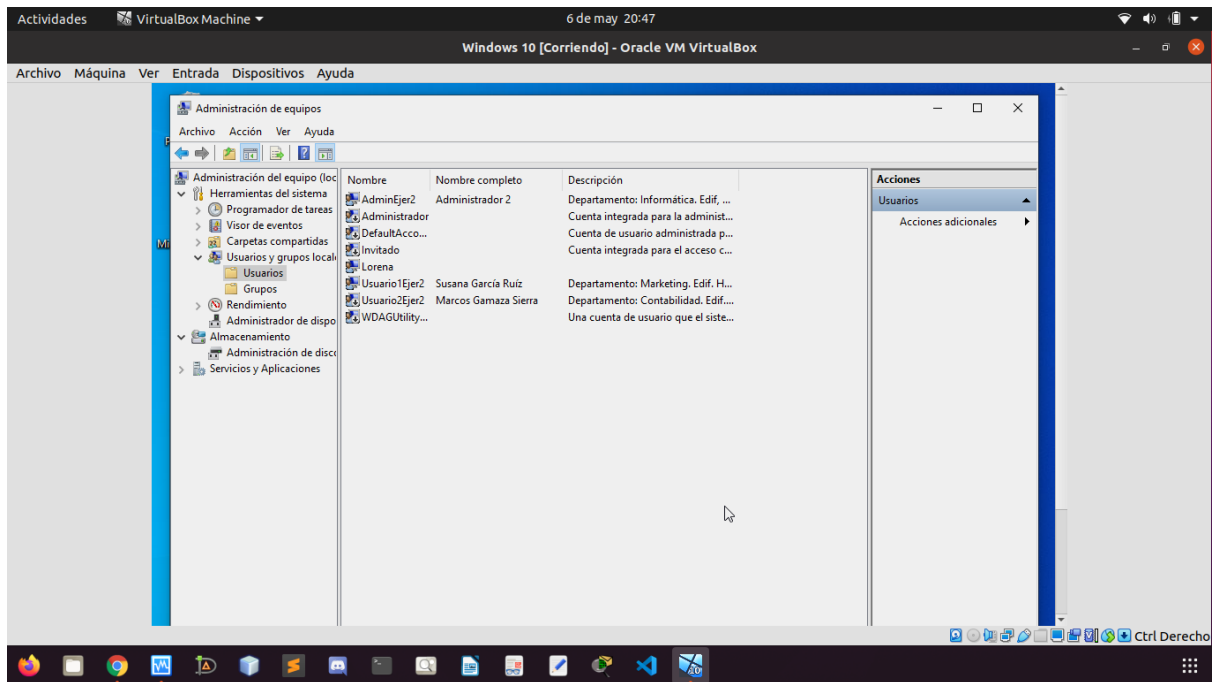 Actividades VirtualBox Machine 6 de may 20:47
Windows 10 [Corriendo] - Oracle VM VirtualBox
Archivo Máquina Ver Entrada Dispositivos Ayuda
Administración de equipos
Archivo Acción Ver Ayuda
Administración del equipo (loc
Herramientas del sistema
Programador de tareas
Visor de eventos
Carpetas compartidas
Usuarios y grupos locale
Usuarios
Grupos
Rendimiento
Administrador de dispo
Almacenamiento
Administración de disco
Servicios y Aplicaciones
Nombre Nombre completo Descripción
AdminEjer2 Administrador 2 Departamento: Informática. Edif, ...
Administrador Cuenta integrada para la administ...
DefaultAcco... Cuenta de usuario administrada p...
Invitado Cuenta integrada para el acceso c...
Lorena
Usuario1Ejer2 Susana García Ruíz Departamento: Marketing. Edif. H...
Usuario2Ejer2 Marcos Gamaza Sierra Departamento: Contabilidad. Edif....
WDAGUtility... Una cuenta de usuario que el siste...
Acciones
Usuarios
Acciones adicionales
Ctrl Derecho